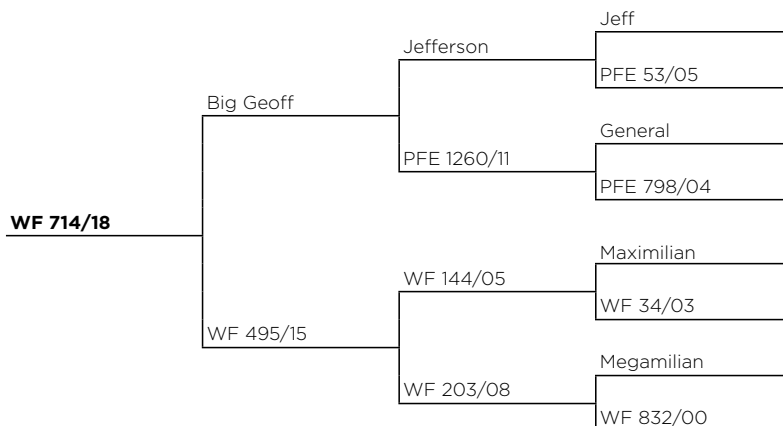 Jeff
Jefferson
PFE 53/05
Big Geoff
General
PFE 1260/11
PFE 798/04
WF 714/18
Maximilian
WF 144/05
WF 34/03
WF 495/15
Megamilian
WF 203/08
WF 832/00